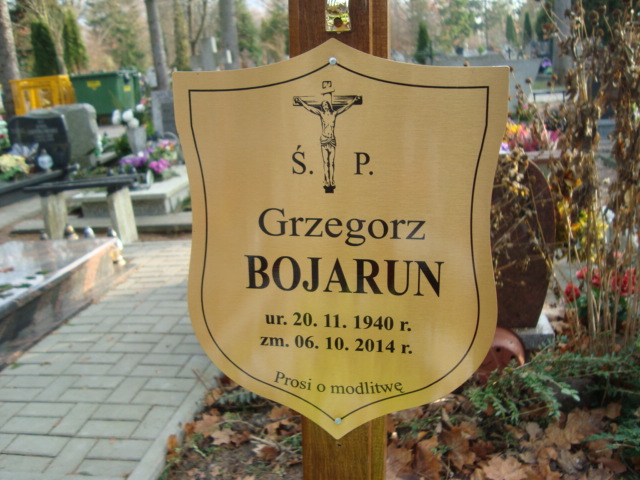 Ś. P.
Grzegorz
BOJARUN
ur. 20. 11. 1940 r.
zm. 06. 10. 2014 r.
Prosi o modlitwę